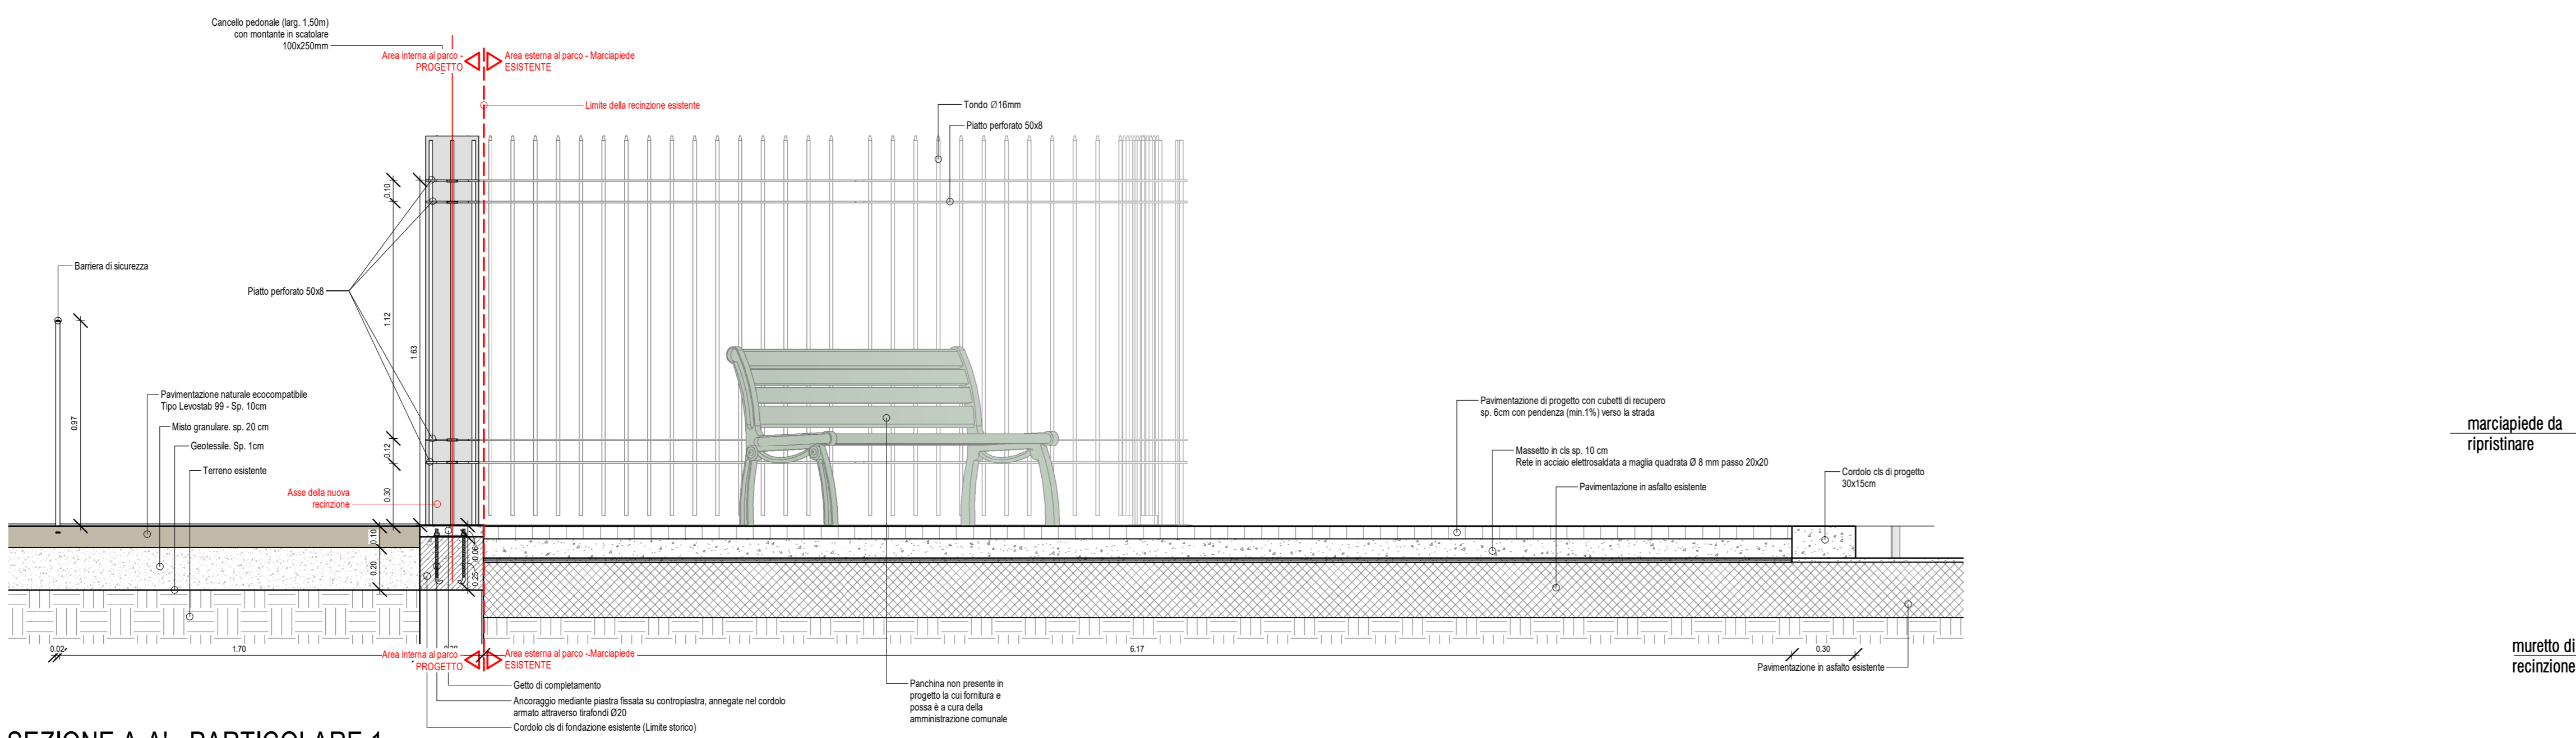 Cancello pedonale (larg. 1,50m)
con montante in scatolare
100x250mm
Area interna al parco -
PROGETTO
Area esterna al parco - Marciapiede
ESISTENTE
Limite della recinzione esistente
Tondo Ø16mm
Piatto perforato 50x8
0.10
Barriera di sicurezza
Piatto perforato 50x8
1.12
1.63
0.97
Pavimentazione naturale ecocompatibile
Tipo Levostab 99 - Sp. 10cm
Misto granulare. sp. 20 cm
Geotessile. Sp. 1cm
Terreno esistente
0.12
0.30
Asse della nuova
recinzione
Pavimentazione di progetto con cubetti di recupero
sp. 6cm con pendenza (min.1%) verso la strada
Massetto in cls sp. 10 cm
Rete in acciaio elettrosaldata a maglia quadrata Ø 8 mm passo 20x20
Pavimentazione in asfalto esistente
Cordolo cls di progetto
30x15cm
marciapiede da
ripristinare
0.10
0.20
0.06
0.25
0.02
1.70
Area interna al parco -
PROGETTO
Area esterna al parco - Marciapiede
ESISTENTE
6.17
0.30
Pavimentazione in asfalto esistente
muretto di
recinzione
Getto di completamento
Ancoraggio mediante piastra fissata su contropiastra, annegate nel cordolo
armato attraverso tirafondi Ø20
Cordolo cls di fondazione esistente (Limite storico)
Panchina non presente in
progetto la cui fornitura e
possa è a cura della
amministrazione comunale
SEZIONE A-A' - PARTICOLARE 1